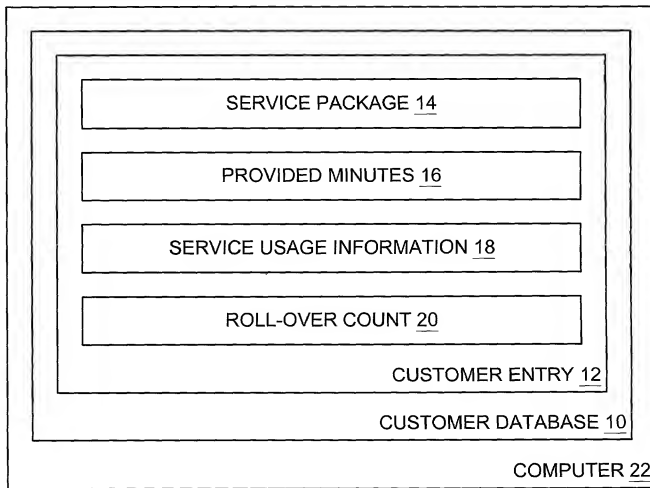 SERVICE PACKAGE 14
PROVIDED MINUTES 16
SERVICE USAGE INFORMATION 18
ROLL-OVER COUNT 20
CUSTOMER ENTRY 12
CUSTOMER DATABASE 10
COMPUTER 22